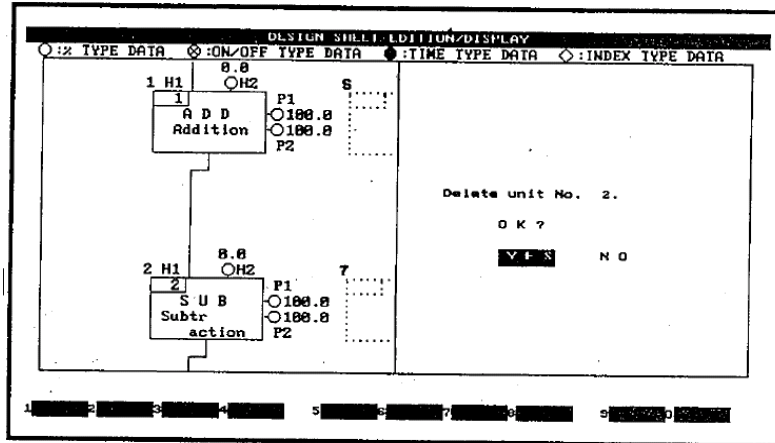 DESIGN SHEET EDITION/DISPLAY
:% TYPE DATA :ON/OFF TYPE DATA :TIME TYPE DATA :INDEX TYPE DATA
0.0
1 H1 H2
1
A D D
Addition
P1
100.0
100.0
P2
S
0.0
2 H1 H2
2
S U B
Subtr
action
P1
100.0
100.0
P2
7
Delete unit No. 2.
O K ?
Y E S N O
1 2 3 4 5 6 7 8 9 0